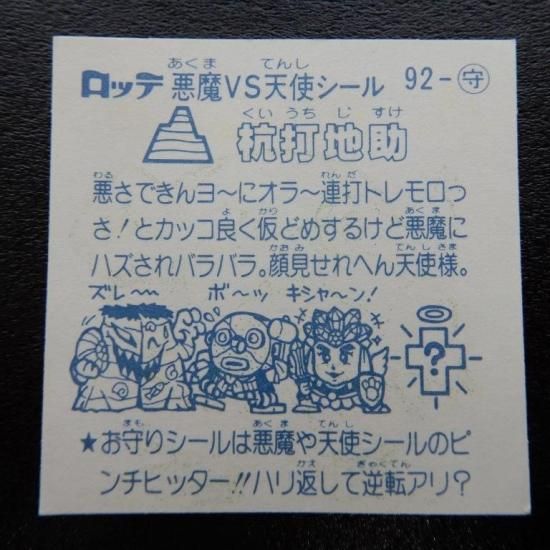 ロッテ 悪魔VS天使シール 92-守
杭打地助
悪さできんヨ〜にオラ〜連打トレモロっ
さ!とカッコ良く仮どめするけど悪魔に
ハズされバラバラ。顔見せれへん天使様。
ズレ〜 ボ〜ッ キシャ〜ン!
?
★お守りシールは悪魔や天使シールのピ
ンチヒッター!!ハリ返して逆転アリ?